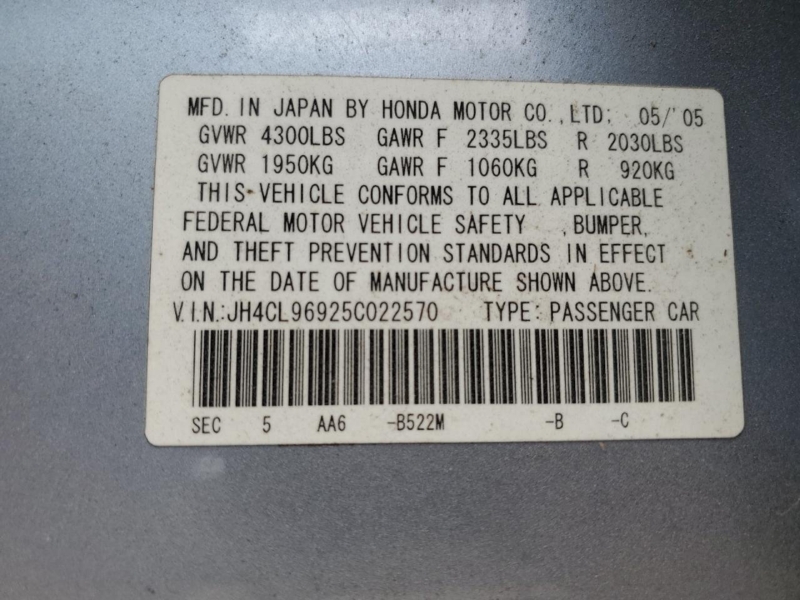 MFD. IN JAPAN BY HONDA MOTOR CO., LTD; 05/'05
GVWR 4300LBS GAWR F 2335LBS R 2030LBS
GVWR 1950KG GAWR F 1060KG R 920KG
THIS VEHICLE CONFORMS TO ALL APPLICABLE
FEDERAL MOTOR VEHICLE SAFETY , BUMPER,
AND THEFT PREVENTION STANDARDS IN EFFECT
ON THE DATE OF MANUFACTURE SHOWN ABOVE.
V.I.N.:JH4CL96925C022570 TYPE: PASSENGER CAR
SEC 5 AA6 -B522M -B -C